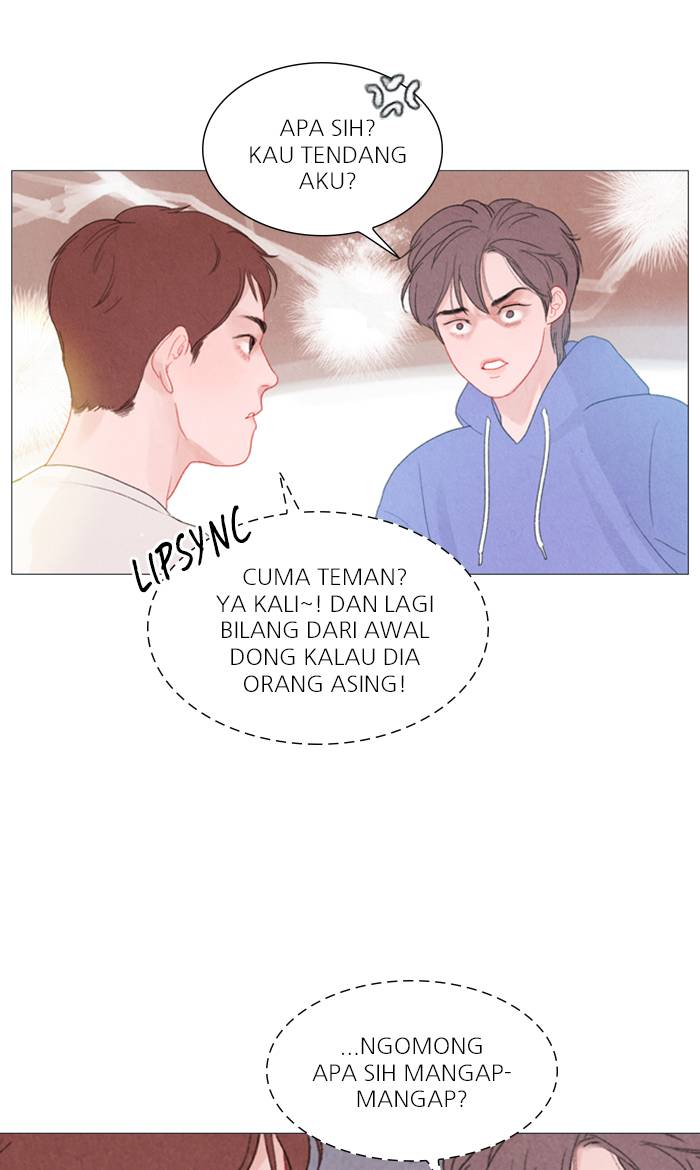 APA SIH?
KAU TENDANG
AKU?
LIPSYNC
CUMA TEMAN?
YA KALI~! DAN LAGI
BILANG DARI AWAL
DONG KALAU DIA
ORANG ASING!
...NGOMONG
APA SIH MANGAP-
MANGAP?